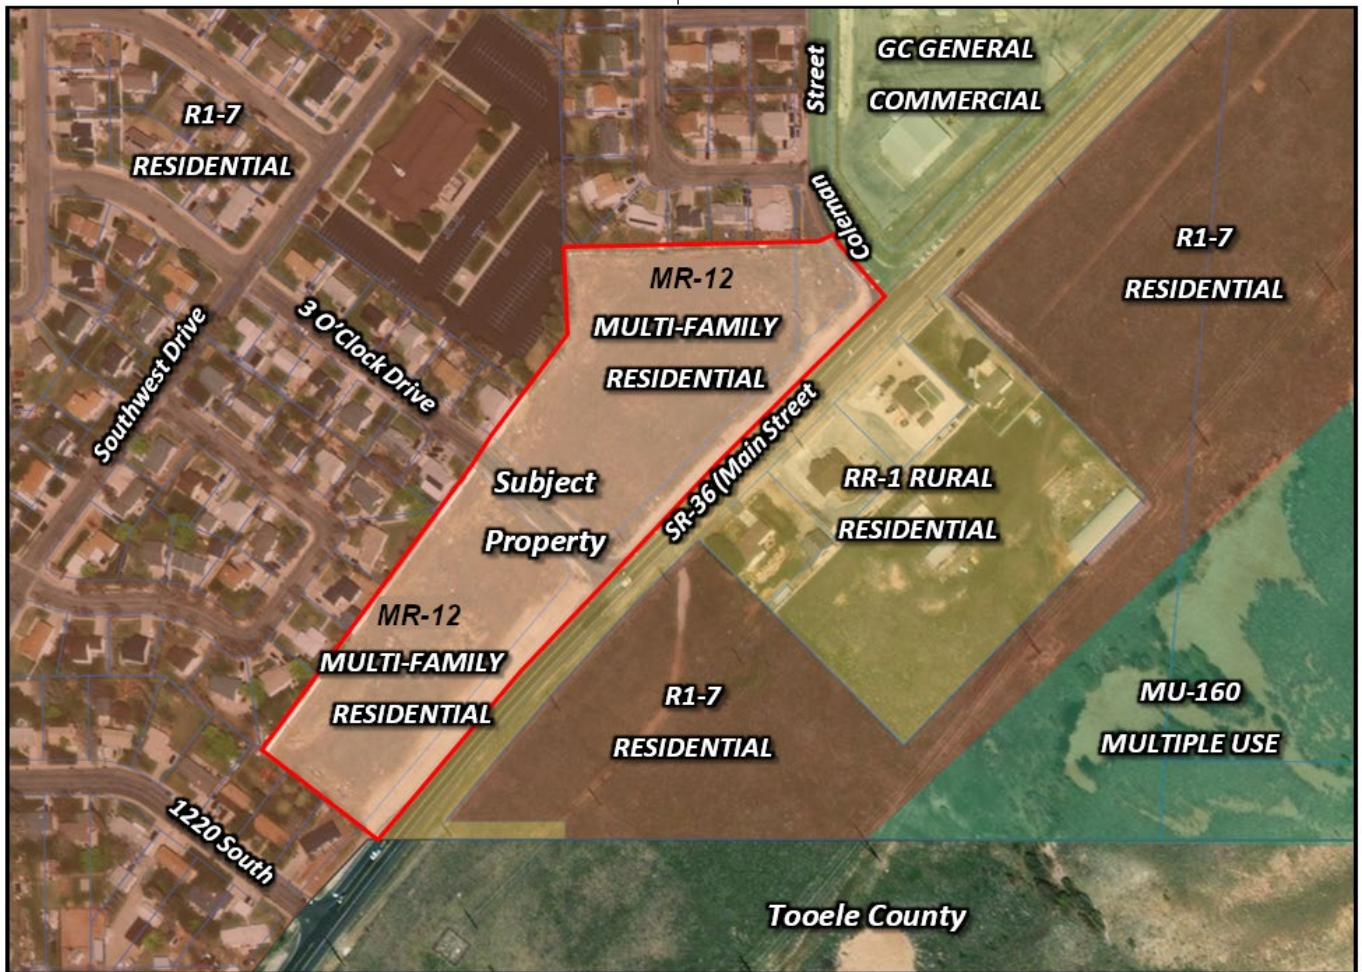 GC GENERAL
COMMERCIAL
Street
R1-7
RESIDENTIAL
Coleman
R1-7
RESIDENTIAL
MR-12
MULTI-FAMILY
RESIDENTIAL
3 O'Clock Drive
Southwest Drive
SR-36 (Main Street
Subject
Property
RR-1 RURAL
RESIDENTIAL
MR-12
MULTI-FAMILY
RESIDENTIAL
R1-7
RESIDENTIAL
MU-160
MULTIPLE USE
1220 South
Tooele County